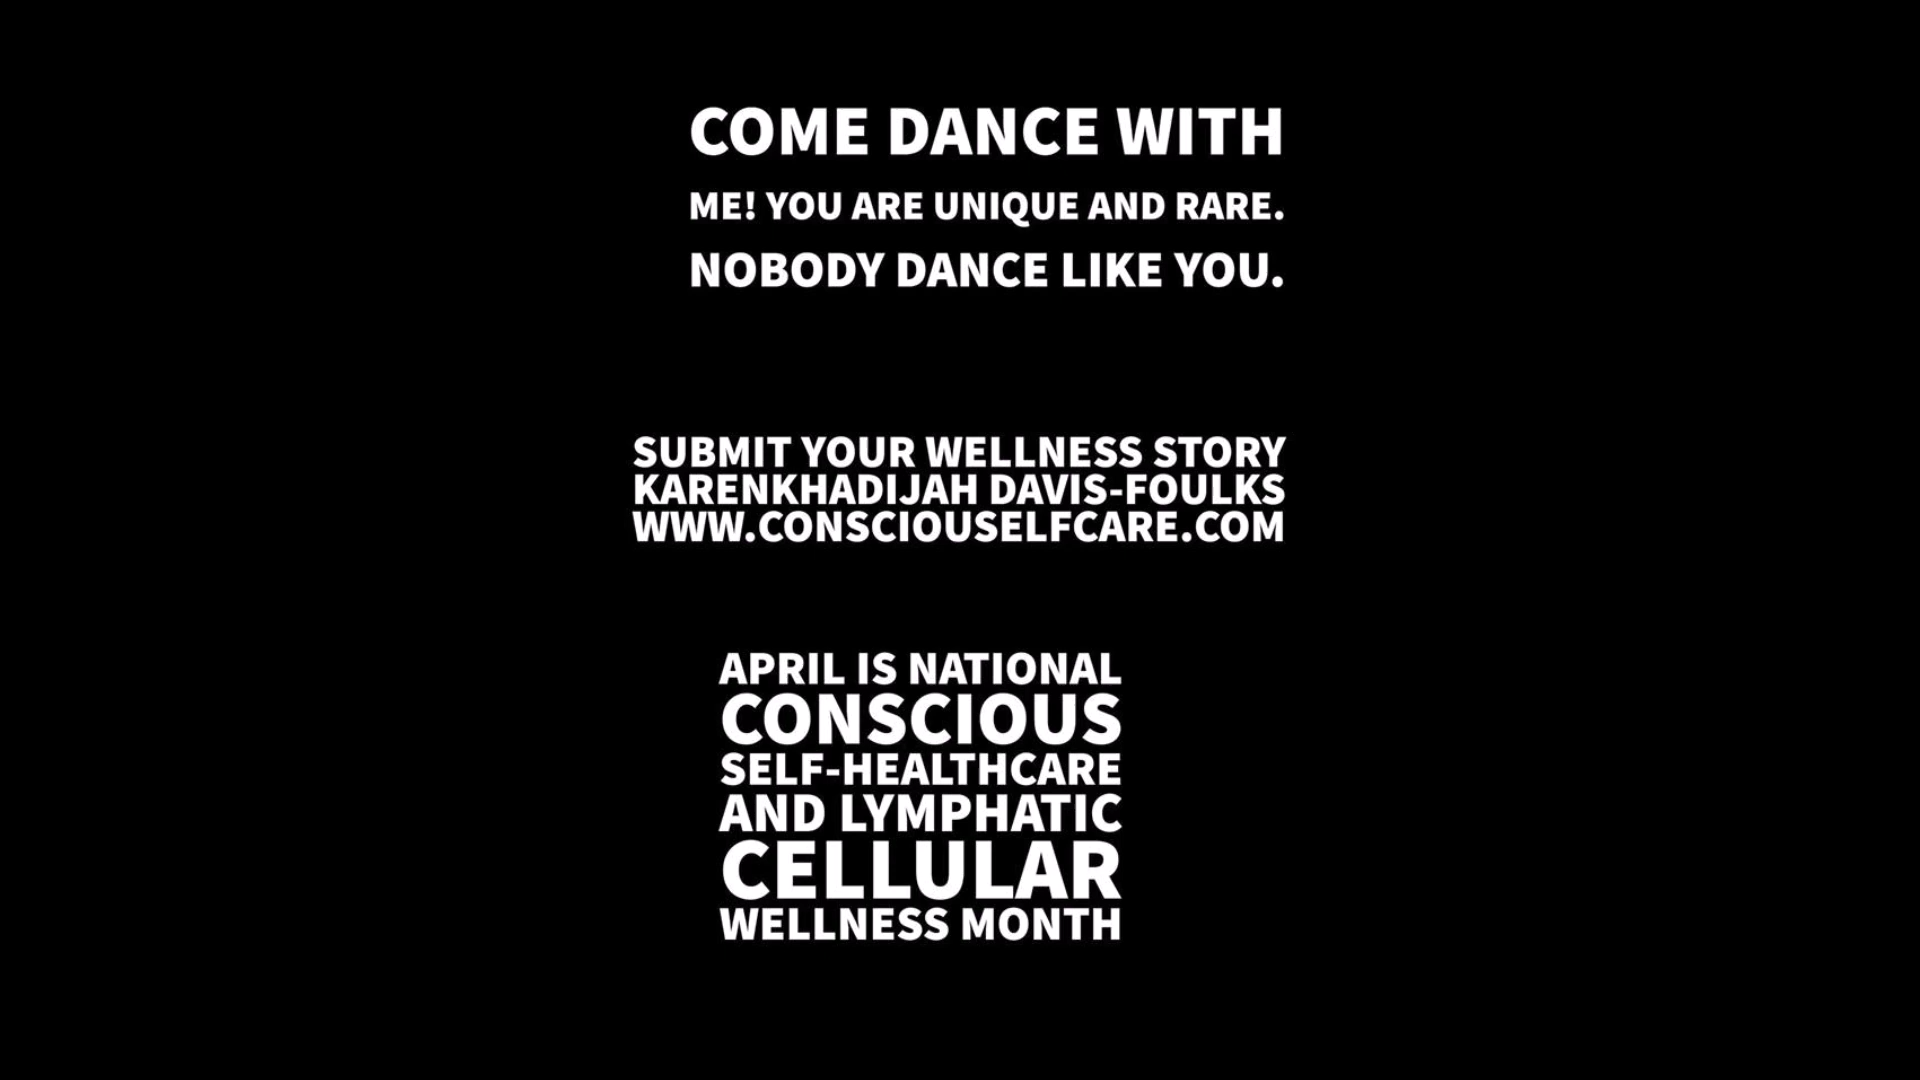 COME DANCE WITH
ME! YOU ARE UNIQUE AND RARE.
NOBODY DANCE LIKE YOU.
SUBMIT YOUR WELLNESS STORY
KARENKHADIJAH DAVIS-FOULKS
WWW.CONSCIOUSELFCARE.COM
APRIL IS NATIONAL
CONSCIOUS
SELF-HEALTHCARE
AND LYMPHATIC
CELLULAR
WELLNESS MONTH